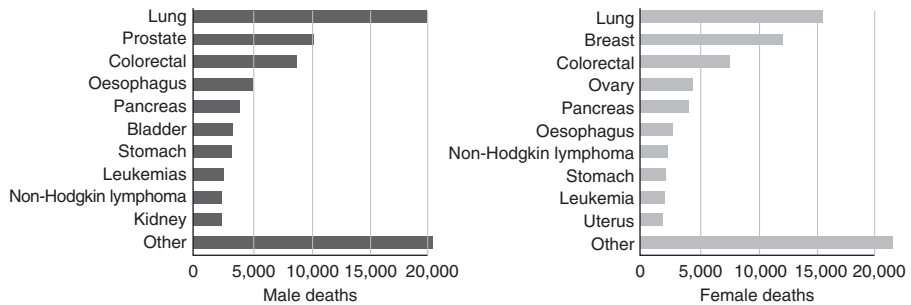 Lung
Prostate
Colorectal
Oesophagus
Pancreas
Bladder
Stomach
Leukemias
Non-Hodgkin lymphoma
Kidney
Other
0 5,000 10,000 15,000 20,000
Male deaths
Lung
Breast
Colorectal
Ovary
Pancreas
Oesophagus
Non-Hodgkin lymphoma
Stomach
Leukemia
Uterus
Other
0 5,000 10,000 15,000 20,000
Female deaths